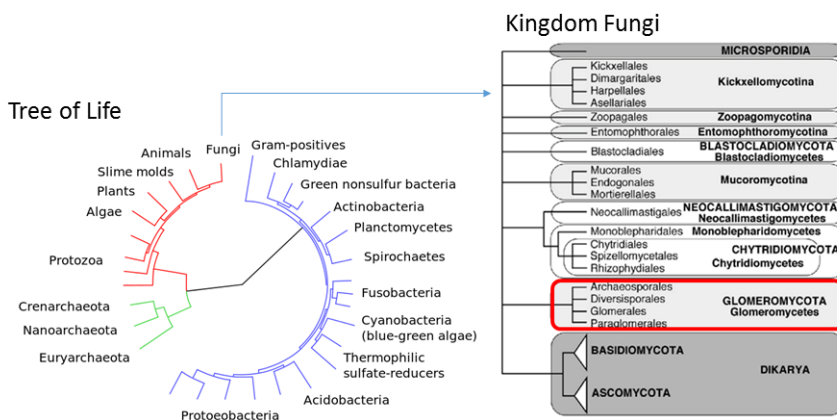 Kingdom Fungi
Tree of Life
Fungi
Animals
Slime molds
Plants
Algae
Protozoa
Crenarchaeota
Nanoarchaeota
Euryarchaeota
Gram-positives
Chlamydiae
Green nonsulfur bacteria
Actinobacteria
Planctomycetes
Spirochaetes
Fusobacteria
Cyanobacteria
(blue-green algae)
Thermophilic
sulfate-reducers
Acidobacteria
Protoeobacteria
MICROSPORIDIA
Kickxellales
Dimargaritales
Harpellales
Asellariales
Kickxellomycotina
Zoopagales
Zoopagomycotina
Entomophthorales
Entomophthoromycotina
Blastocladiales
BLASTOCLADIOMYCOTA
Blastocladiomycetes
Mucorales
Endogonales
Mortierellales
Mucoromycotina
Neocallimastigales
NEOCALLIMASTIGOMYCOTA
Neocallimastigomycetes
Monoblepharidales
Monoblepharidomycetes
Chytridiales
Spizellomycetales
Rhizophydiales
CHYTRIDIOMYCOTA
Chytridiomycetes
Archaeosporales
Diversisporales
Glomerales
Paraglomerales
GLOMEROMYCOTA
Glomeromycetes
BASIDIOMYCOTA
ASCOMYCOTA
DIKARYA